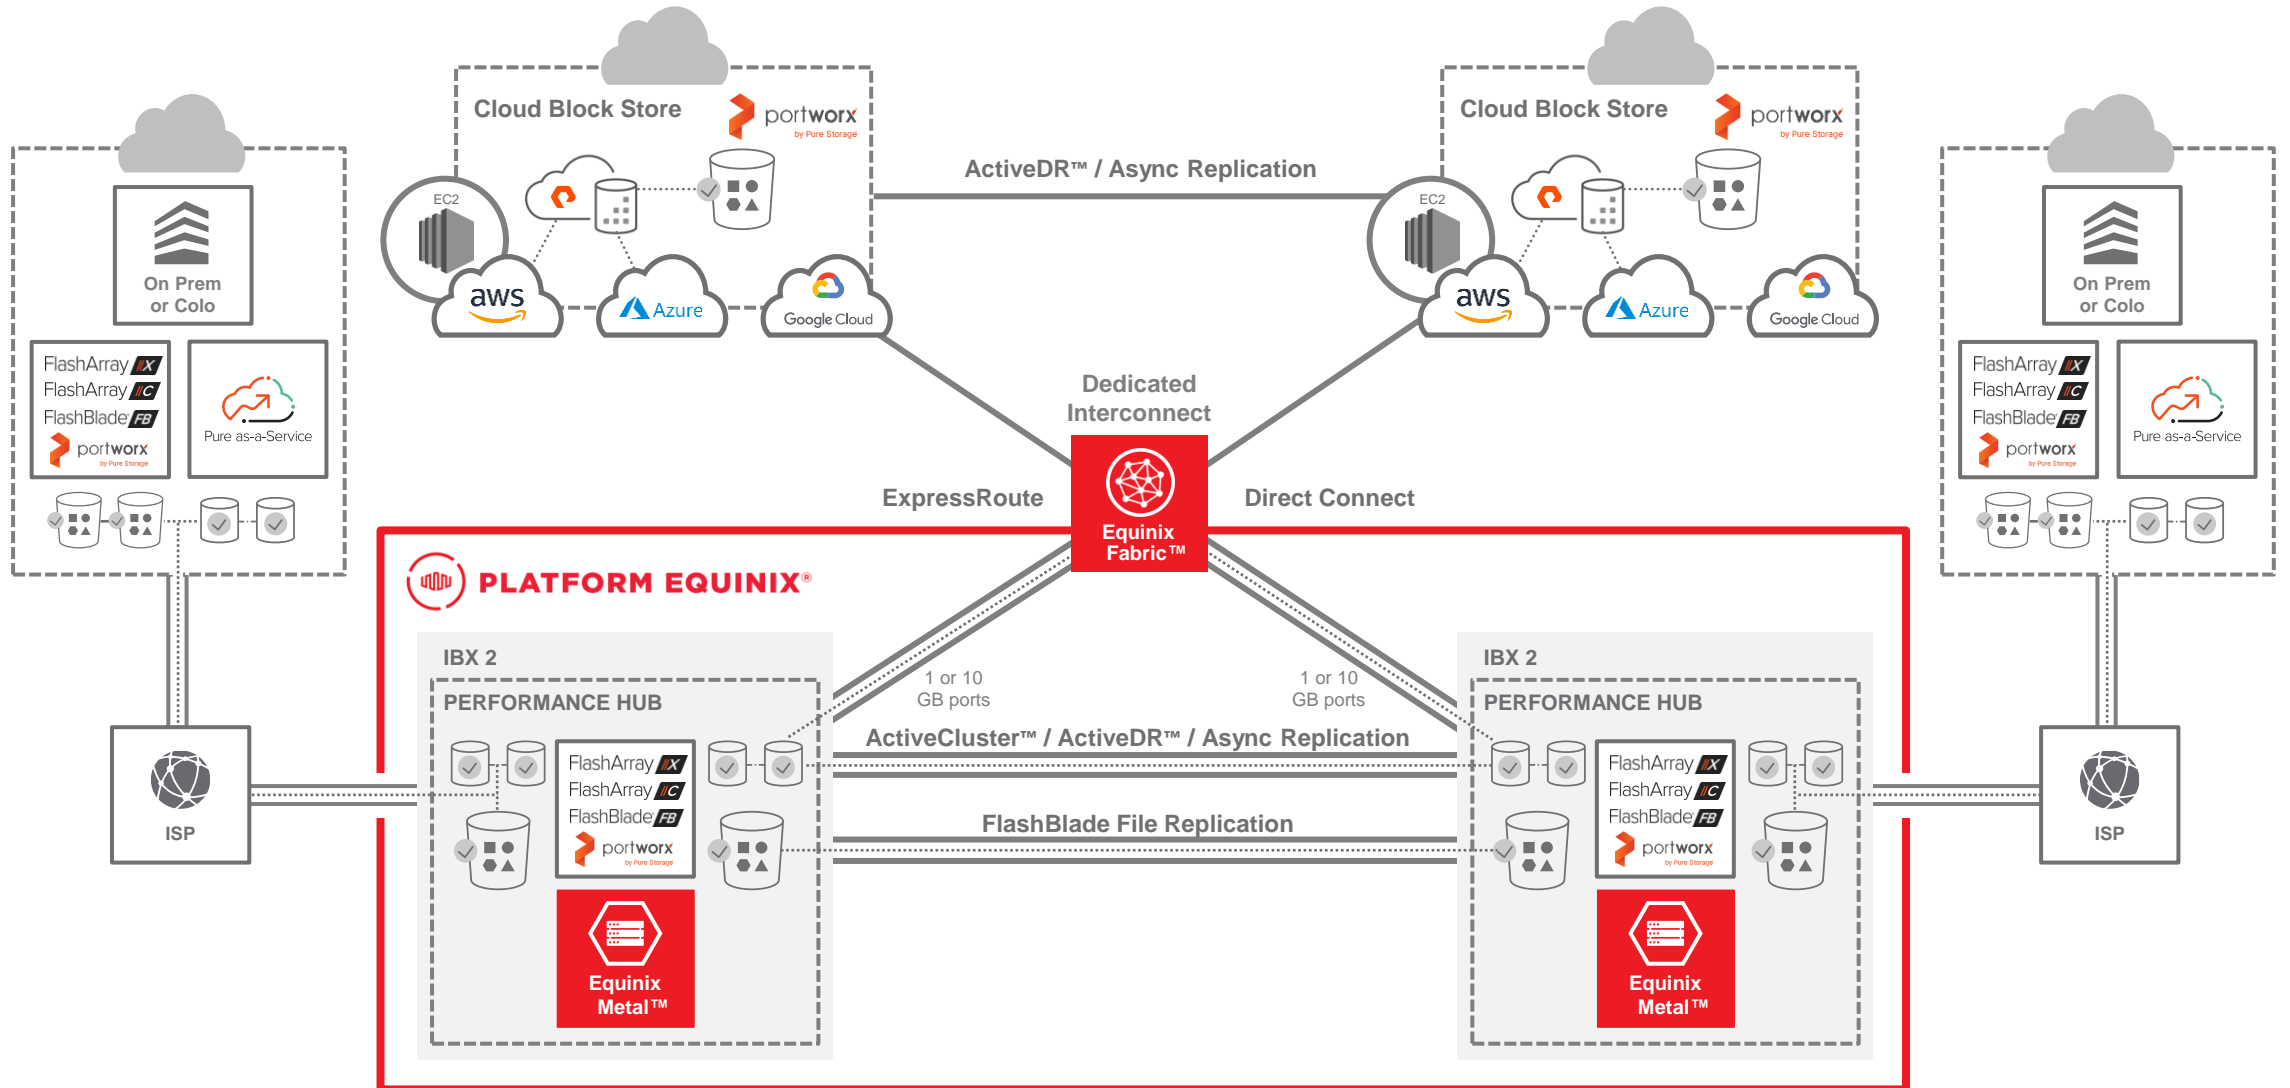 Cloud Block Store
portworx
by Pure Storage
EC2
aws
Azure
Google Cloud
ActiveDR™ / Async Replication
Cloud Block Store
portworx
by Pure Storage
EC2
aws
Azure
Google Cloud
On Prem
or Colo
FlashArray //X
FlashArray //C
FlashBlade FB
portworx
by Pure Storage
Pure as-a-Service
On Prem
or Colo
FlashArray //X
FlashArray //C
FlashBlade FB
portworx
by Pure Storage
Pure as-a-Service
Dedicated
Interconnect
ExpressRoute
Direct Connect
Equinix
Fabric™
PLATFORM EQUINIX®
IBX 2
PERFORMANCE HUB
FlashArray //X
FlashArray //C
FlashBlade FB
portworx
by Pure Storage
Equinix
Metal™
1 or 10
GB ports
1 or 10
GB ports
ActiveCluster™ / ActiveDR™ / Async Replication
FlashBlade File Replication
IBX 2
PERFORMANCE HUB
FlashArray //X
FlashArray //C
FlashBlade FB
portworx
by Pure Storage
Equinix
Metal™
ISP
ISP